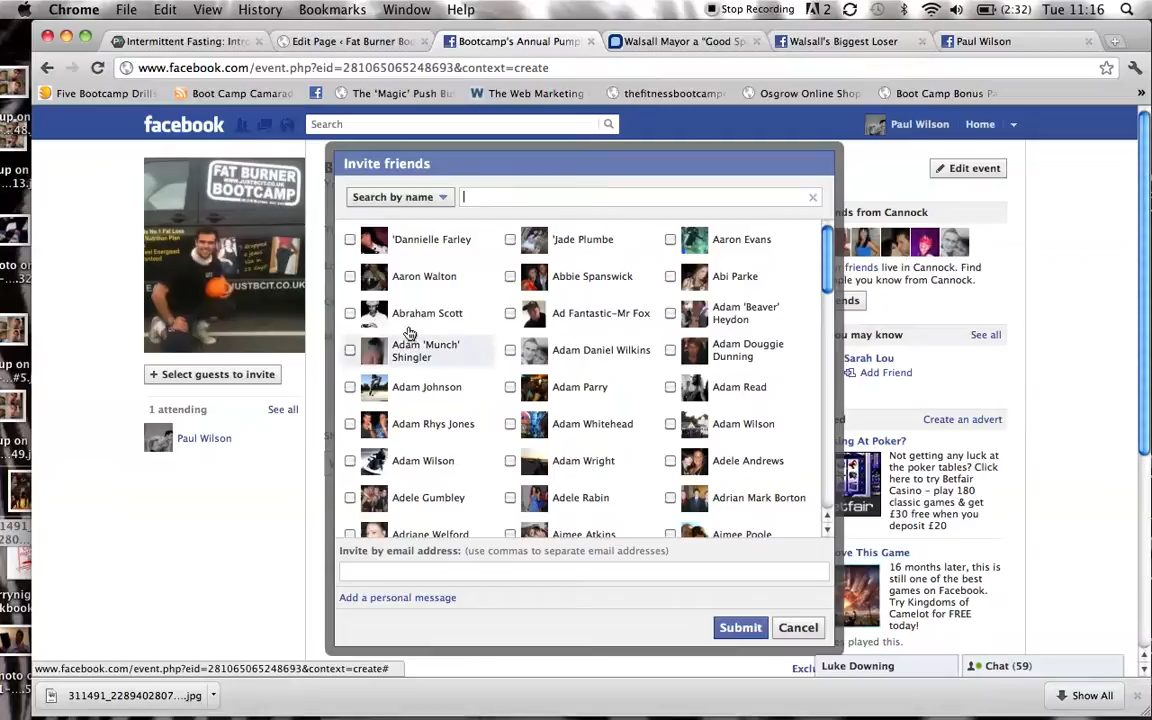 Chrome File Edit View History Bookmarks Window Help Stop Recording 2 (2:32) Tue 11:16
Intermittent Fasting: Intr Edit Page ‹ Fat Burner Bo Bootcamp's Annual Pump Walsall Mayor a "Good Sp Walsall's Biggest Loser Paul Wilson
www.facebook.com/event.php?eid=281065065248693&context=create
Five Bootcamp Drill Boot Camp Camarad The 'Magic' Push Bu The Web Marketing thefitnessbootcamp Osgrow Online Shop Boot Camp Bonus Pa »
facebook Search Paul Wilson Home
Invite friends
Edit event
Search by name
FAT BURNER
BOOTCAMP
JUSTBCIT.CO.UK
+ Select guests to invite
1 attending See all
Paul Wilson
'Dannielle Farley 'Jade Plumbe Aaron Evans
Aaron Walton Abbie Spanswick Abi Parke
Abraham Scott Ad Fantastic-Mr Fox Adam 'Beaver'
Heydon
Adam 'Munch'
Shingler
Adam Daniel Wilkins
Adam Douggie
Dunning
Adam Johnson Adam Parry Adam Read
Adam Rhys Jones Adam Whitehead Adam Wilson
Adam Wilson Adam Wright Adele Andrews
Adele Gumbley Adele Rabin Adrian Mark Borton
Adriane Welford Aimee Atkins Aimee Poole
Invite by email address: (use commas to separate email addresses)
Add a personal message
Submit Cancel
nds from Cannock
friends live in Cannock.
ple you know from Cannock.
ends
u may know See all
Sarah Lou
Add Friend
ed Create an advert
ng At Poker?
Not getting any luck at
the poker tables? Click
here to try Betfair
Casino - play 180
classic games & get
£30 free when you
deposit £20
etfair
ove This Game
16 months later, this is
still one of the best
games on Facebook.
Try Kingdoms of
Camelot for FREE
today!
s played this.
www.facebook.com/event.php?eid=281065065248693&context=create#
Exclu Luke Downing Chat (59)
311491_2289402807....jpg Show All